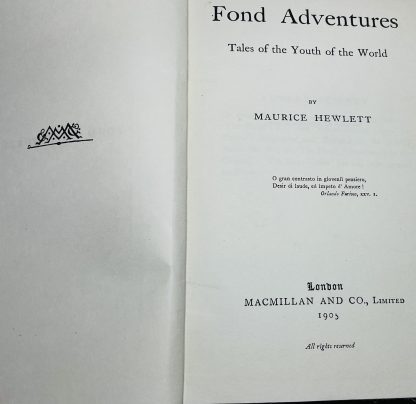 Fond Adventures
Tales of the Youth of the World
BY
MAURICE HEWLETT
O gran contrasto in giovenil pensiero,
Desir di laude, ed impeto d' Amore!
Orlando Furioso, XXV. I.
London
MACMILLAN AND CO., LIMITED
1905
All rights reserved